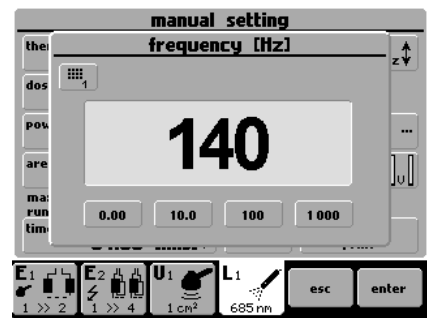 manual setting
frequency [Hz]
the
z
1
dos
140
pow
...
are
ma
run
0.00 10.0 100 1 000
tim
E1 E2 U1 L1
esc enter
1 >> 2 1 >> 4 1 cm² 685 nm